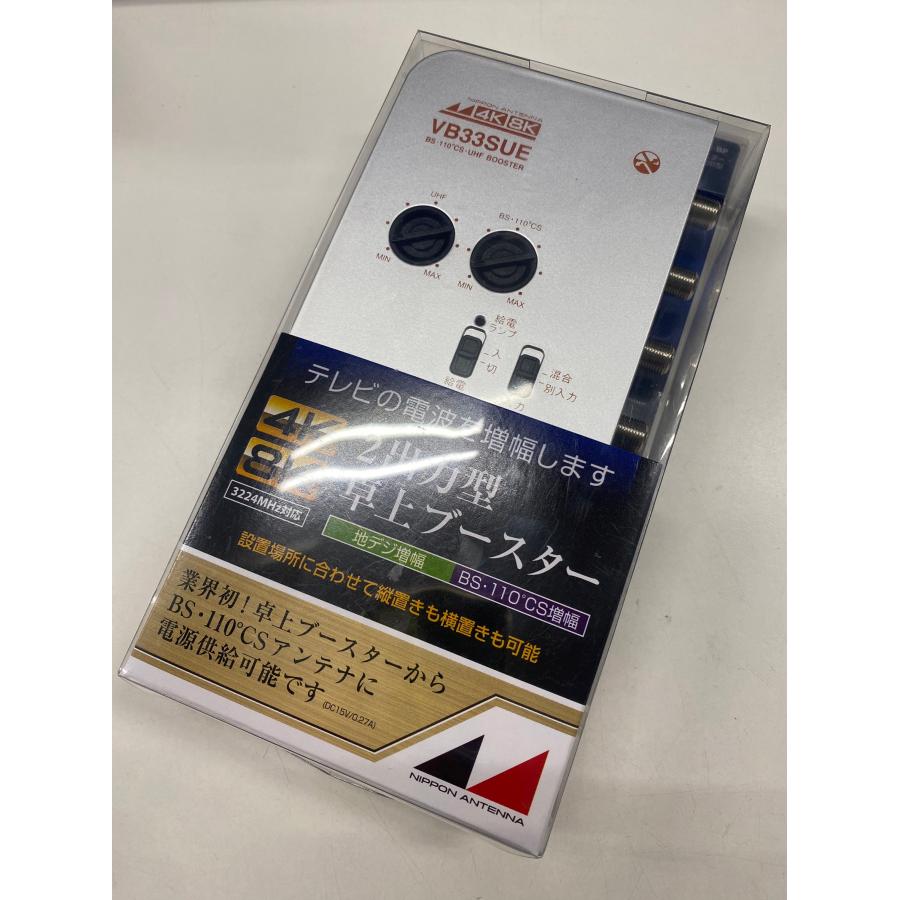 NIPPON ANTENNA
4K 8K
VB33SUE
BS・110°CS・UHF BOOSTER
UHF
BS・110°CS
MIN
MAX
MIN
MAX
給電
ランプ
入
切
混合
別入力
給電
力
テレビの電波を増幅します
4K
8K
2出力型
卓上ブースター
3224MHz対応
地デジ増幅
BS・110°CS増幅
設置場所に合わせて縦置きも横置きも可能
業界初！卓上ブースターから
BS・110°CSアンテナに
電源供給可能です
(DC15V/0.27A)
NIPPON ANTENNA